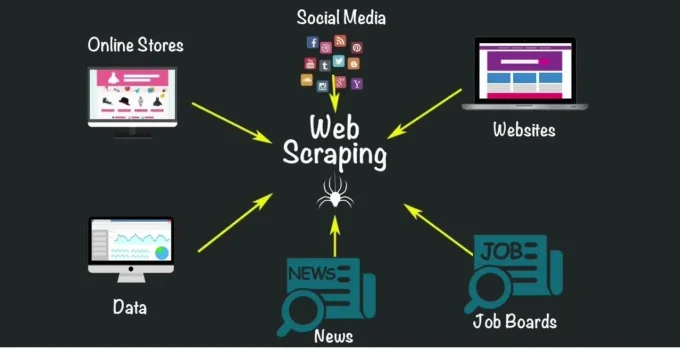 Social Media
Online Stores
Websites
Web
Scraping
Data
NEWS
News
JOB
Job Boards